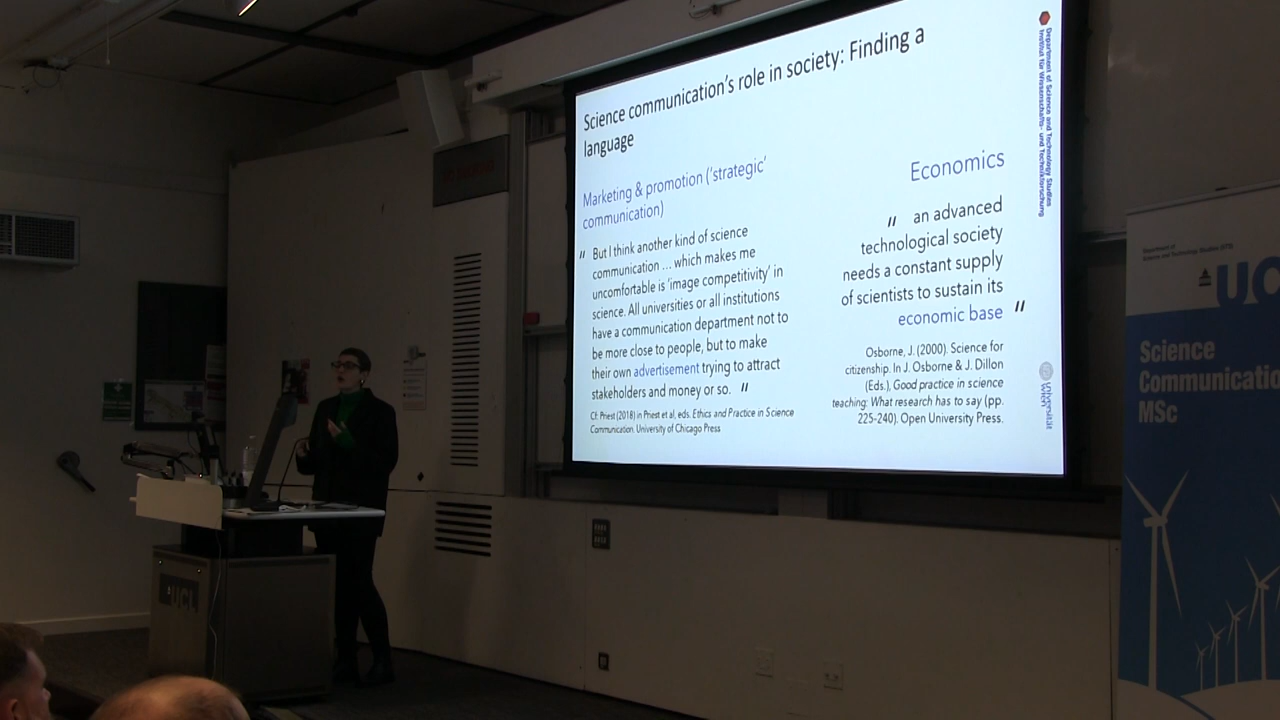 Science communication's role in society: Finding a
language
Marketing & promotion ('strategic'
communication)
" But I think another kind of science
communication ... which makes me
uncomfortable is 'image competitivity' in
science. All universities or all institutions
have a communication department not to
be more close to people, but to make
their own advertisement trying to attract
stakeholders and money or so. "
Cf: Priest (2018) in Priest et al, eds. Ethics and Practice in Science
Communication. University of Chicago Press
Economics
" an advanced
technological society
needs a constant supply
of scientists to sustain its
economic base "
Osborne, J. (2000). Science for
citizenship. In J. Osborne & J. Dillon
(Eds.), Good practice in science
teaching: What research has to say (pp.
225-240). Open University Press.
Department of Science and Technology Studies
Institut für Wissenschafts- und Technikforschung
universität
wien
Department of
Science and Technology Studies (STS)
UC
Science
Communicatio
MSc
UCL